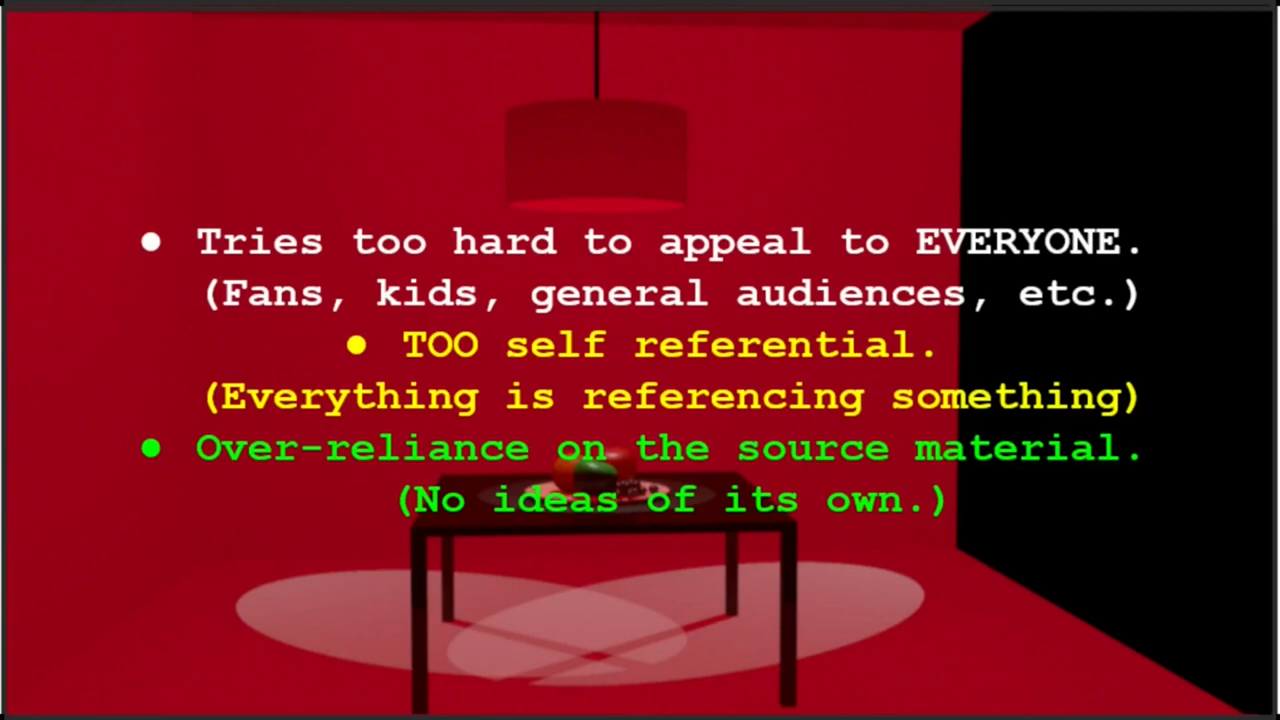 ● Tries too hard to appeal to EVERYONE.
(Fans, kids, general audiences, etc.)
● TOO self referential.
(Everything is referencing something)
● Over-reliance on the source material.
(No ideas of its own.)